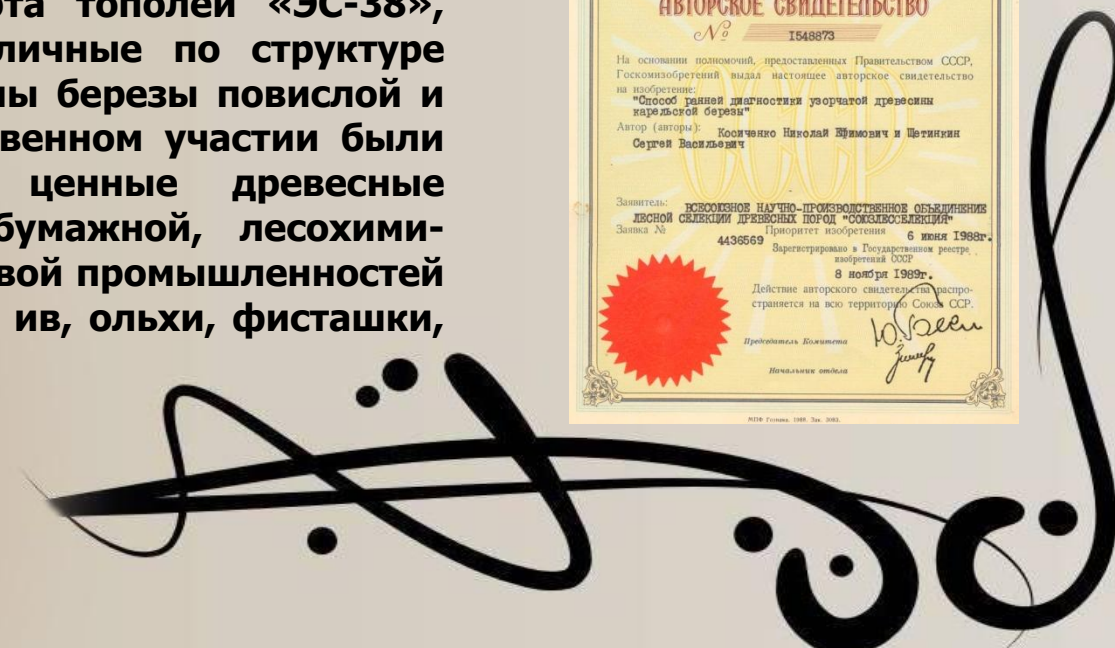 рта тополей «ЭС-38»,
личные по структуре
ны березы повислой и
венном участии были
ценные древесные
бумажной, лесохими-
вой промышленностей
ив, ольхи, фисташки,
АВТОРСКОЕ СВИДЕТЕЛЬСТВО
№ 1548873
На основании полномочий, предоставленных Правительством СССР,
Госкомизобретений выдал настоящее авторское свидетельство
на изобретение:
"Способ ранней диагностики узорчатой древесины
карельской березы"
Автор (авторы): Косиченко Николай Ефимович и Щетинкин
Сергей Васильевич
Заявитель: ВСЕСОЮЗНОЕ НАУЧНО-ПРОИЗВОДСТВЕННОЕ ОБЪЕДИНЕНИЕ
ЛЕСНОЙ СЕЛЕКЦИИ ДРЕВЕСНЫХ ПОРОД "СОЮЗЛЕССЕЛЕКЦИЯ"
Заявка № 4436569 Приоритет изобретения 6 июня 1988г.
Зарегистрировано в Государственном реестре
изобретений СССР
8 ноября 1989г.
Действие авторского свидетельства распро-
страняется на всю территорию Союза ССР.
Председатель Комитета
Начальник отдела
СССР